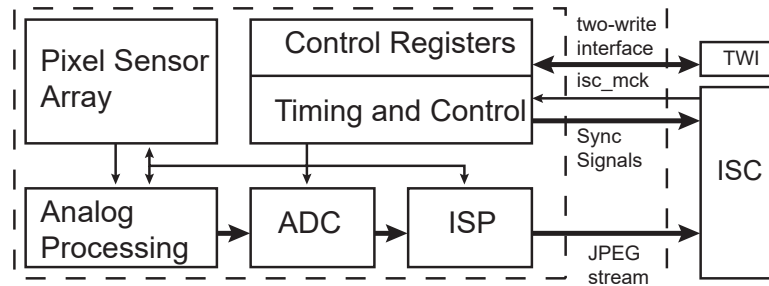 Pixel Sensor
Array
Control Registers
Timing and Control
two-write
interface
TWI
isc_mck
Sync
Signals
ISC
Analog
Processing
ADC
ISP
JPEG
stream